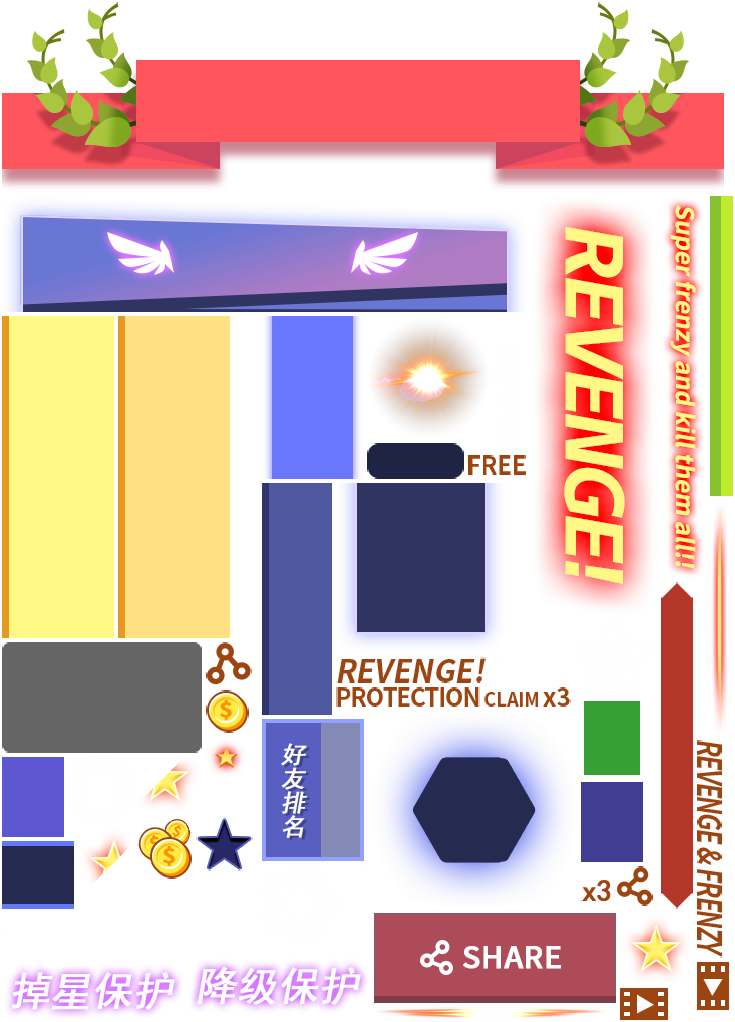 REVENGE!
Super frenzy and kill them all!!
FREE
REVENGE!
PROTECTION
CLAIM X3
REVENGE & FRENZY
好友排名
x3
SHARE
掉星保护
降级保护